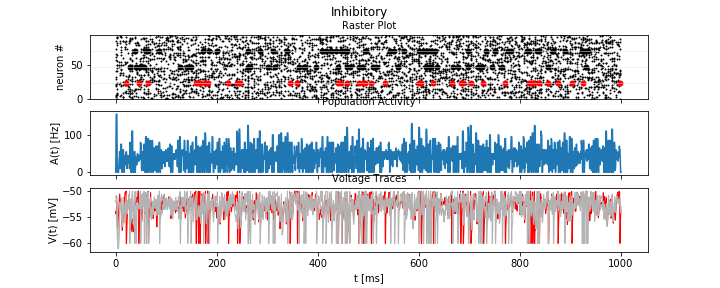 Inhibitory
Raster Plot
neuron #
50
0
Population Activity
A(t) [Hz]
100
0
Voltage Traces
V(t) [mV]
−50
−55
−60
0 200 400 600 800 1000
t [ms]